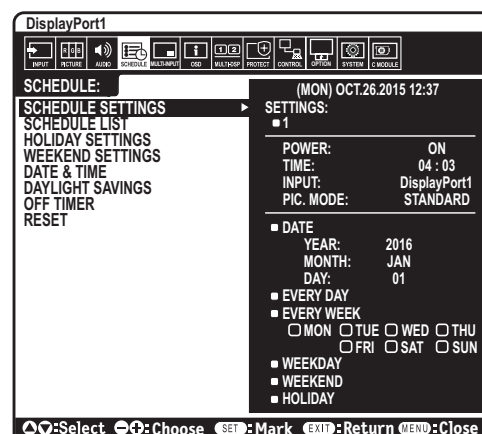 DisplayPort1
INPUT PICTURE AUDIO SCHEDULE MULTI-INPUT OSD MULTI-DSP PROTECT CONTROL OPTION SYSTEM C MODULE
SCHEDULE:
SCHEDULE SETTINGS
SCHEDULE LIST
HOLIDAY SETTINGS
WEEKEND SETTINGS
DATE & TIME
DAYLIGHT SAVINGS
OFF TIMER
RESET
(MON) OCT.26.2015 12:37
SETTINGS:
1
POWER: ON
TIME: 04 : 03
INPUT: DisplayPort1
PIC. MODE: STANDARD
DATE
YEAR: 2016
MONTH: JAN
DAY: 01
EVERY DAY
EVERY WEEK
MON TUE WED THU
FRI SAT SUN
WEEKDAY
WEEKEND
HOLIDAY
:Select :Choose SET :Mark EXIT :Return MENU :Close